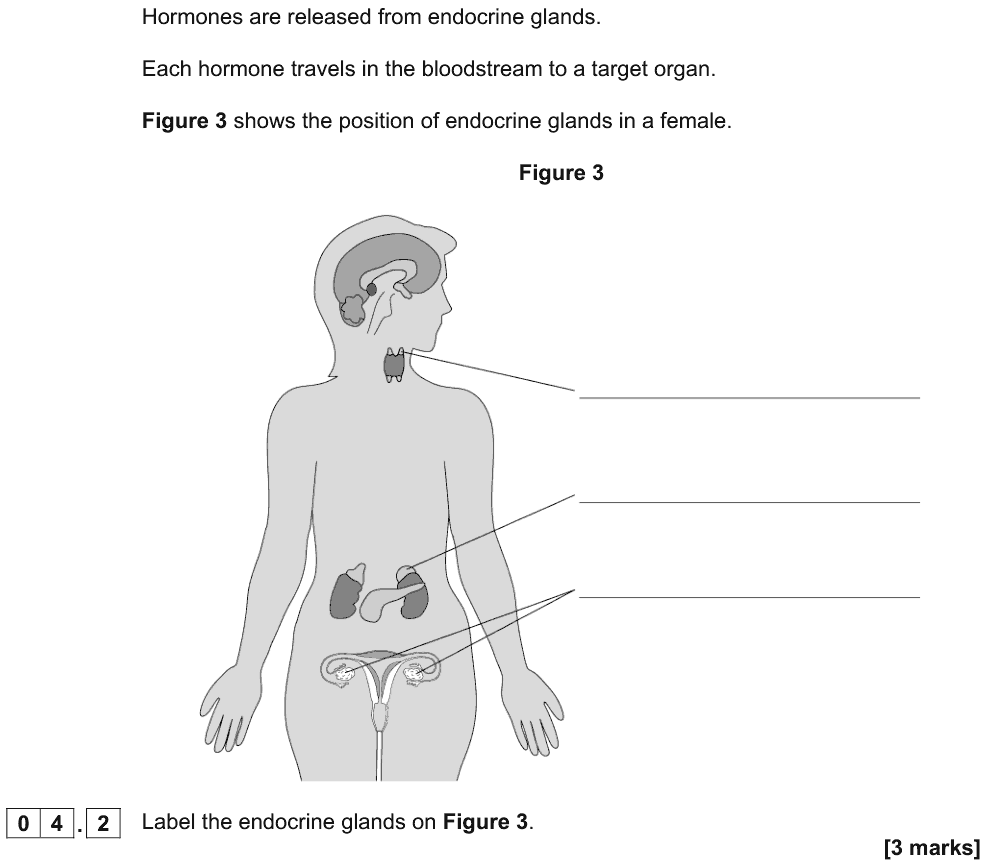 Hormones are released from endocrine glands.
Each hormone travels in the bloodstream to a target organ.
Figure 3 shows the position of endocrine glands in a female.
Figure 3
0 4 . 2 Label the endocrine glands on Figure 3.
[3 marks]